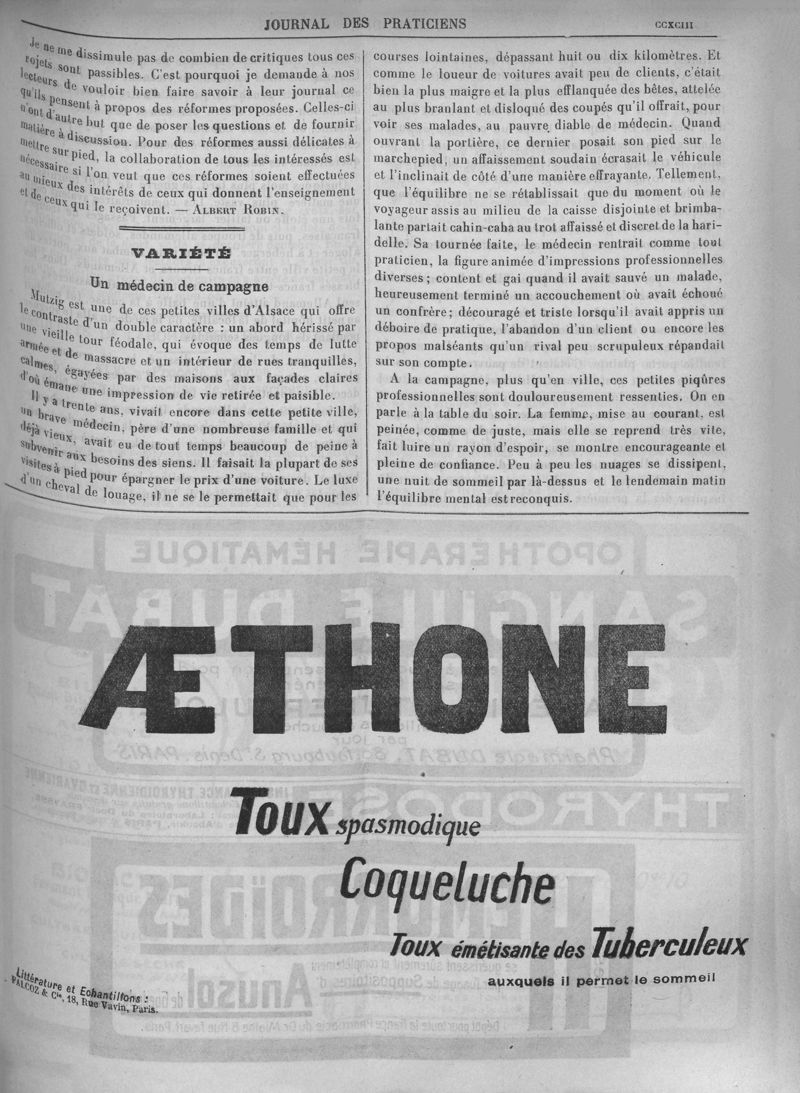 JOURNAL DES PRATICIENS
CCXCIII
Je ne me dissimule pas de combien de critiques tous ces
rojets sont passibles. C'est pourquoi je demande à nos
lecteurs de vouloir bien faire savoir à leur journal ce
qu'ils pensent à propos des réformes proposées. Celles-ci
n'ont d'autre but que de poser les questions et de fournir
matière à discussion. Pour des réformes aussi délicates à
mettre sur pied, la collaboration de tous les intéressés est
nécessaire si l'on veut que ces réformes soient effectuées
au mieux des intérêts de ceux qui donnent l'enseignement
et de ceux qui le reçoivent. — ALBERT ROBIN.
VARIÉTÉ
Un médecin de campagne
Mutzig est une de ces petites villes d'Alsace qui offre
le contraste d'un double caractère : un abord hérissé par
une vieille tour féodale, qui évoque des temps de lutte
armée et de massacre et un intérieur de rues tranquilles,
calmes, égayées par des maisons aux façades claires
d'où émane une impression de vie retirée et paisible.
Il y a trente ans, vivait encore dans cette petite ville,
un brave médecin, père d'une nombreuse famille et qui
déjà vieux, avait eu de tout temps beaucoup de peine à
subvenir aux besoins des siens. Il faisait la plupart de ses
visites à pied pour épargner le prix d'une voiture. Le luxe
d'un cheval de louage, il ne se le permettait que pour les
courses lointaines, dépassant huit ou dix kilomètres. Et
comme le loueur de voitures avait peu de clients, c'était
bien la plus maigre et la plus efflanquée des bêtes, attelée
au plus branlant et disloqué des coupés qu'il offrait, pour
voir ses malades, au pauvre diable de médecin. Quand
ouvrant la portière, ce dernier posait son pied sur le
marchepied, un affaissement soudain écrasait le véhicule
et l'inclinait de côté d'une manière effrayante. Tellement,
que l'équilibre ne se rétablissait que du moment où le
voyageur assis au milieu de la caisse disjointe et brimba-
lante partait cahin-caha au trot affaissé et discret de la hari-
delle. Sa tournée faite, le médecin rentrait comme tout
praticien, la figure animée d'impressions professionnelles
diverses ; content et gai quand il avait sauvé un malade,
heureusement terminé un accouchement où avait échoué
un confrère ; découragé et triste lorsqu'il avait appris un
déboire de pratique, l'abandon d'un client ou encore les
propos malséants qu'un rival peu scrupuleux répandait
sur son compte.
A la campagne, plus qu'en ville, ces petites piqûres
professionnelles sont douloureusement ressenties. On en
parle à la table du soir. La femme, mise au courant, est
peinée, comme de juste, mais elle se reprend très vite,
fait luire un rayon d'espoir, se montre encourageante et
pleine de confiance. Peu à peu les nuages se dissipent,
une nuit de sommeil par là-dessus et le lendemain matin
l'équilibre mental est reconquis.
ÆTHONE
Toux spasmodique
Coqueluche
Toux émétisante des Tuberculeux
auxquels il permet le sommeil
Littérature et Echantillons :
FALCOZ & Cie, 18, Rue Vavin, Paris.